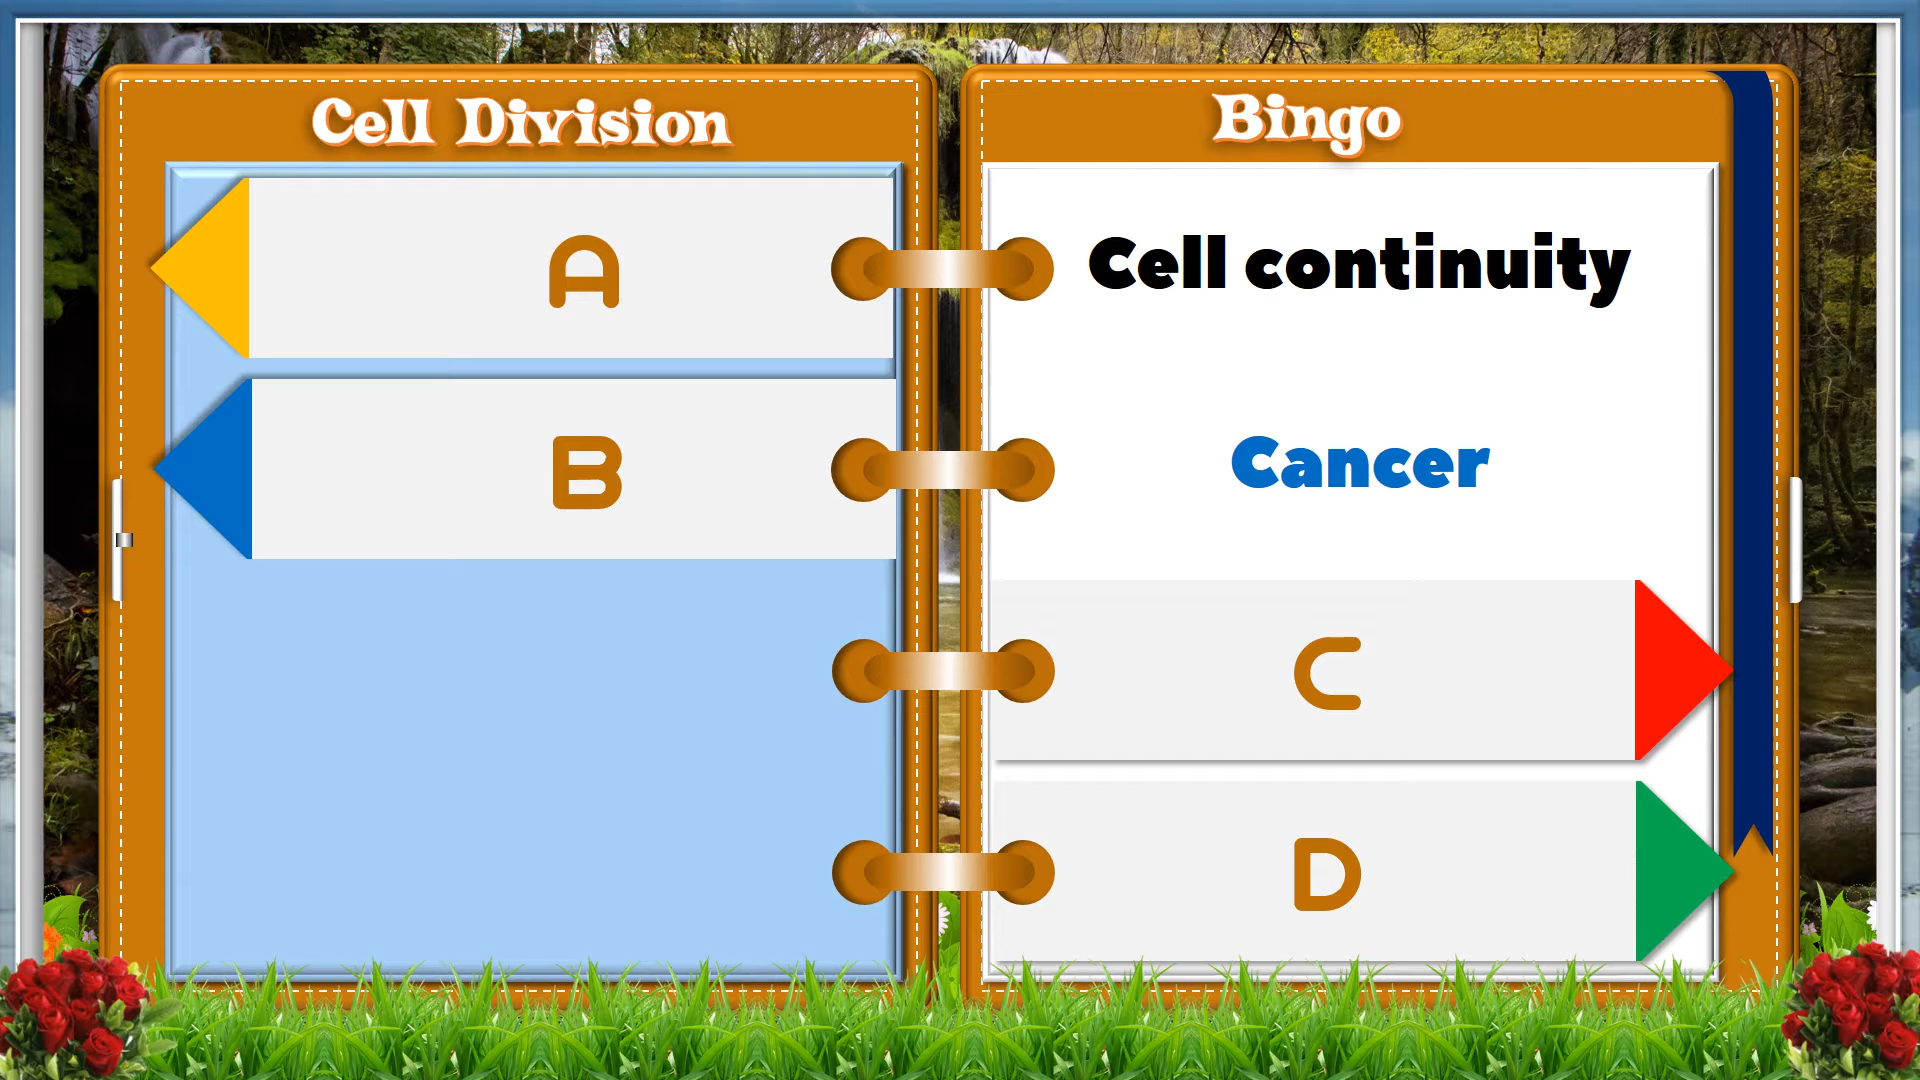 Cell Division
Bingo
A
Cell continuity
B
Cancer
C
D